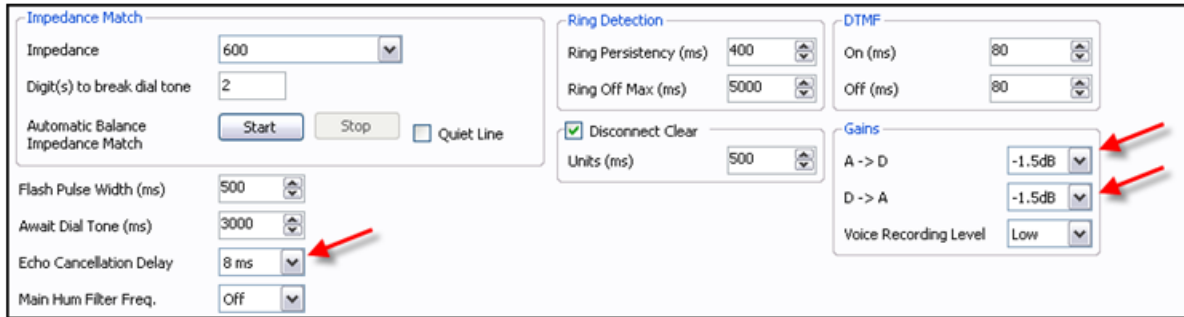 Impedance Match
Impedance 600
Digit(s) to break dial tone 2
Automatic Balance
Impedance Match
Start Stop Quiet Line
Flash Pulse Width (ms) 500
Await Dial Tone (ms) 3000
Echo Cancellation Delay 8 ms
Main Hum Filter Freq. Off
Ring Detection
Ring Persistency (ms) 400
Ring Off Max (ms) 5000
Disconnect Clear
Units (ms) 500
DTMF
On (ms) 80
Off (ms) 80
Gains
A -> D -1.5dB
D -> A -1.5dB
Voice Recording Level Low